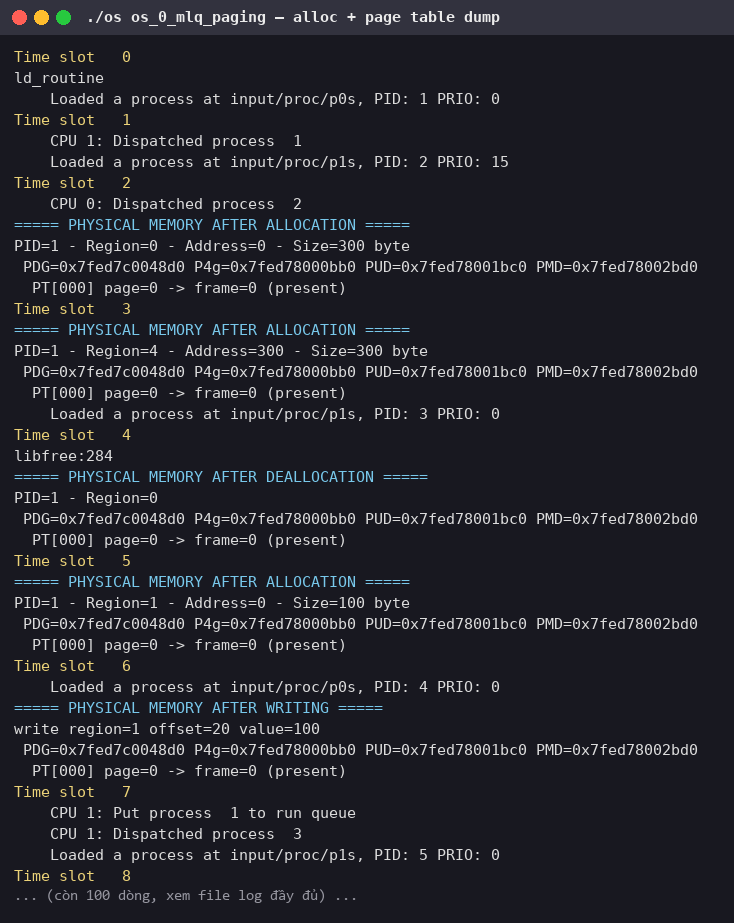 ./os os_0_mlq_paging — alloc + page table dump
Time slot   0
ld_routine
    Loaded a process at input/proc/p0s, PID: 1 PRIO: 0
Time slot   1
    CPU 1: Dispatched process  1
    Loaded a process at input/proc/p1s, PID: 2 PRIO: 15
Time slot   2
    CPU 0: Dispatched process  2
===== PHYSICAL MEMORY AFTER ALLOCATION =====
PID=1 - Region=0 - Address=0 - Size=300 byte
 PDG=0x7fed7c0048d0 P4g=0x7fed78000bb0 PUD=0x7fed78001bc0 PMD=0x7fed78002bd0
  PT[000] page=0 -> frame=0 (present)
Time slot   3
===== PHYSICAL MEMORY AFTER ALLOCATION =====
PID=1 - Region=4 - Address=300 - Size=300 byte
 PDG=0x7fed7c0048d0 P4g=0x7fed78000bb0 PUD=0x7fed78001bc0 PMD=0x7fed78002bd0
  PT[000] page=0 -> frame=0 (present)
    Loaded a process at input/proc/p1s, PID: 3 PRIO: 0
Time slot   4
libfree:284
===== PHYSICAL MEMORY AFTER DEALLOCATION =====
PID=1 - Region=0
 PDG=0x7fed7c0048d0 P4g=0x7fed78000bb0 PUD=0x7fed78001bc0 PMD=0x7fed78002bd0
  PT[000] page=0 -> frame=0 (present)
Time slot   5
===== PHYSICAL MEMORY AFTER ALLOCATION =====
PID=1 - Region=1 - Address=0 - Size=100 byte
 PDG=0x7fed7c0048d0 P4g=0x7fed78000bb0 PUD=0x7fed78001bc0 PMD=0x7fed78002bd0
  PT[000] page=0 -> frame=0 (present)
Time slot   6
    Loaded a process at input/proc/p0s, PID: 4 PRIO: 0
===== PHYSICAL MEMORY AFTER WRITING =====
write region=1 offset=20 value=100
 PDG=0x7fed7c0048d0 P4g=0x7fed78000bb0 PUD=0x7fed78001bc0 PMD=0x7fed78002bd0
  PT[000] page=0 -> frame=0 (present)
Time slot   7
    CPU 1: Put process  1 to run queue
    CPU 1: Dispatched process  3
    Loaded a process at input/proc/p1s, PID: 5 PRIO: 0
Time slot   8
... (còn 100 dòng, xem file log đầy đủ) ...